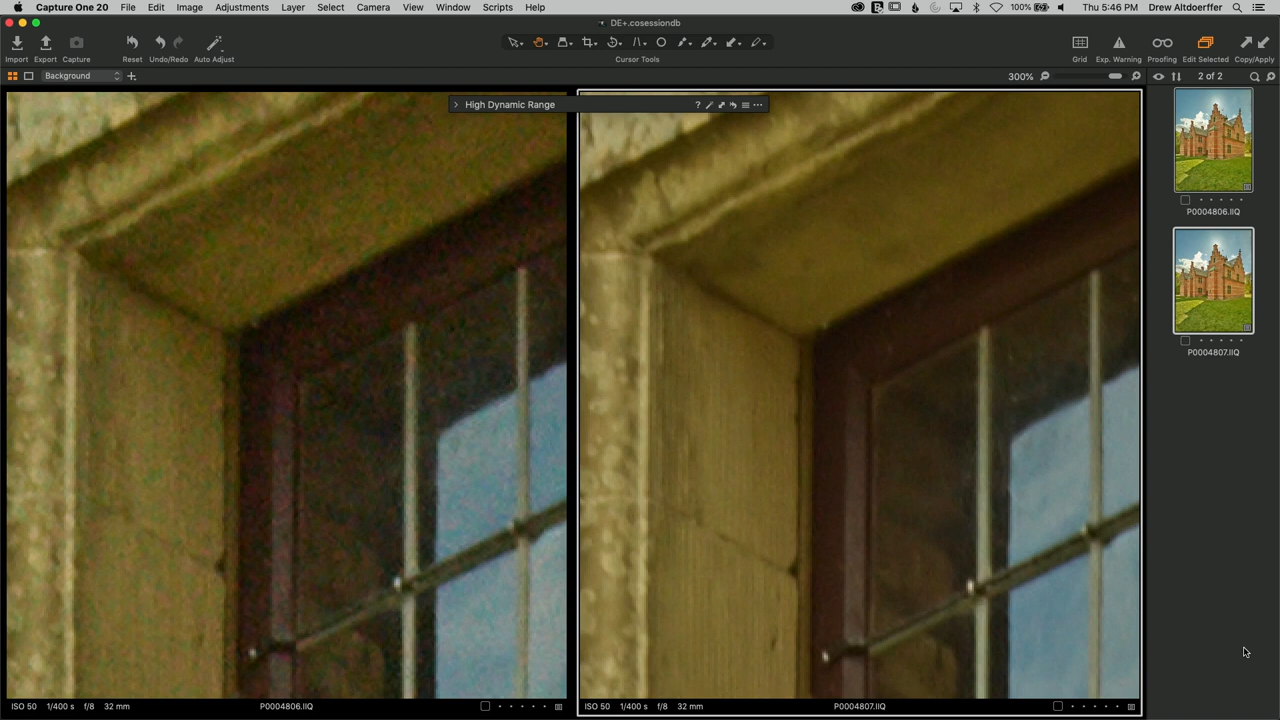 Capture One 20 File Edit Image Adjustments Layer Select Camera View Window Scripts Help 100% Thu 5:46 PM Drew Altdoerffer
DE+.cosessiondb
Import Export Capture Reset Undo/Redo Auto Adjust Cursor Tools Grid Exp. Warning Proofing Edit Selected Copy/Apply
Background 300% 2 of 2
High Dynamic Range ?
P0004806.IIQ
P0004807.IIQ
ISO 50 1/400 s f/8 32 mm P0004806.IIQ
ISO 50 1/400 s f/8 32 mm P0004807.IIQ